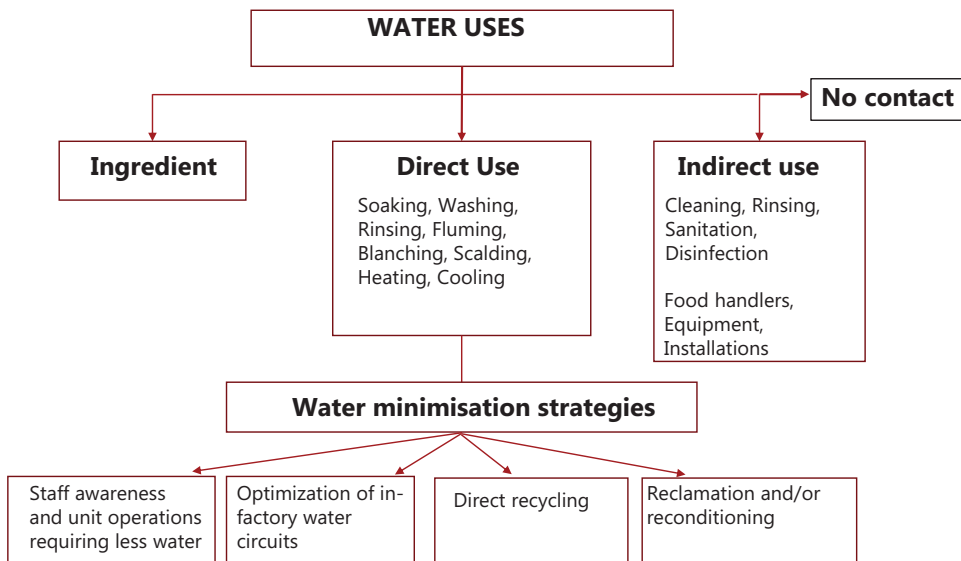 WATER USES
No contact
Ingredient
Direct Use
Soaking, Washing,
Rinsing, Fluming,
Blanching, Scalding,
Heating, Cooling
Indirect use
Cleaning, Rinsing,
Sanitation,
Disinfection
Food handlers,
Equipment,
Installations
Water minimisation strategies
Staff awareness
and unit operations
requiring less water
Optimization of in-
factory water
circuits
Direct recycling
Reclamation and/or
reconditioning